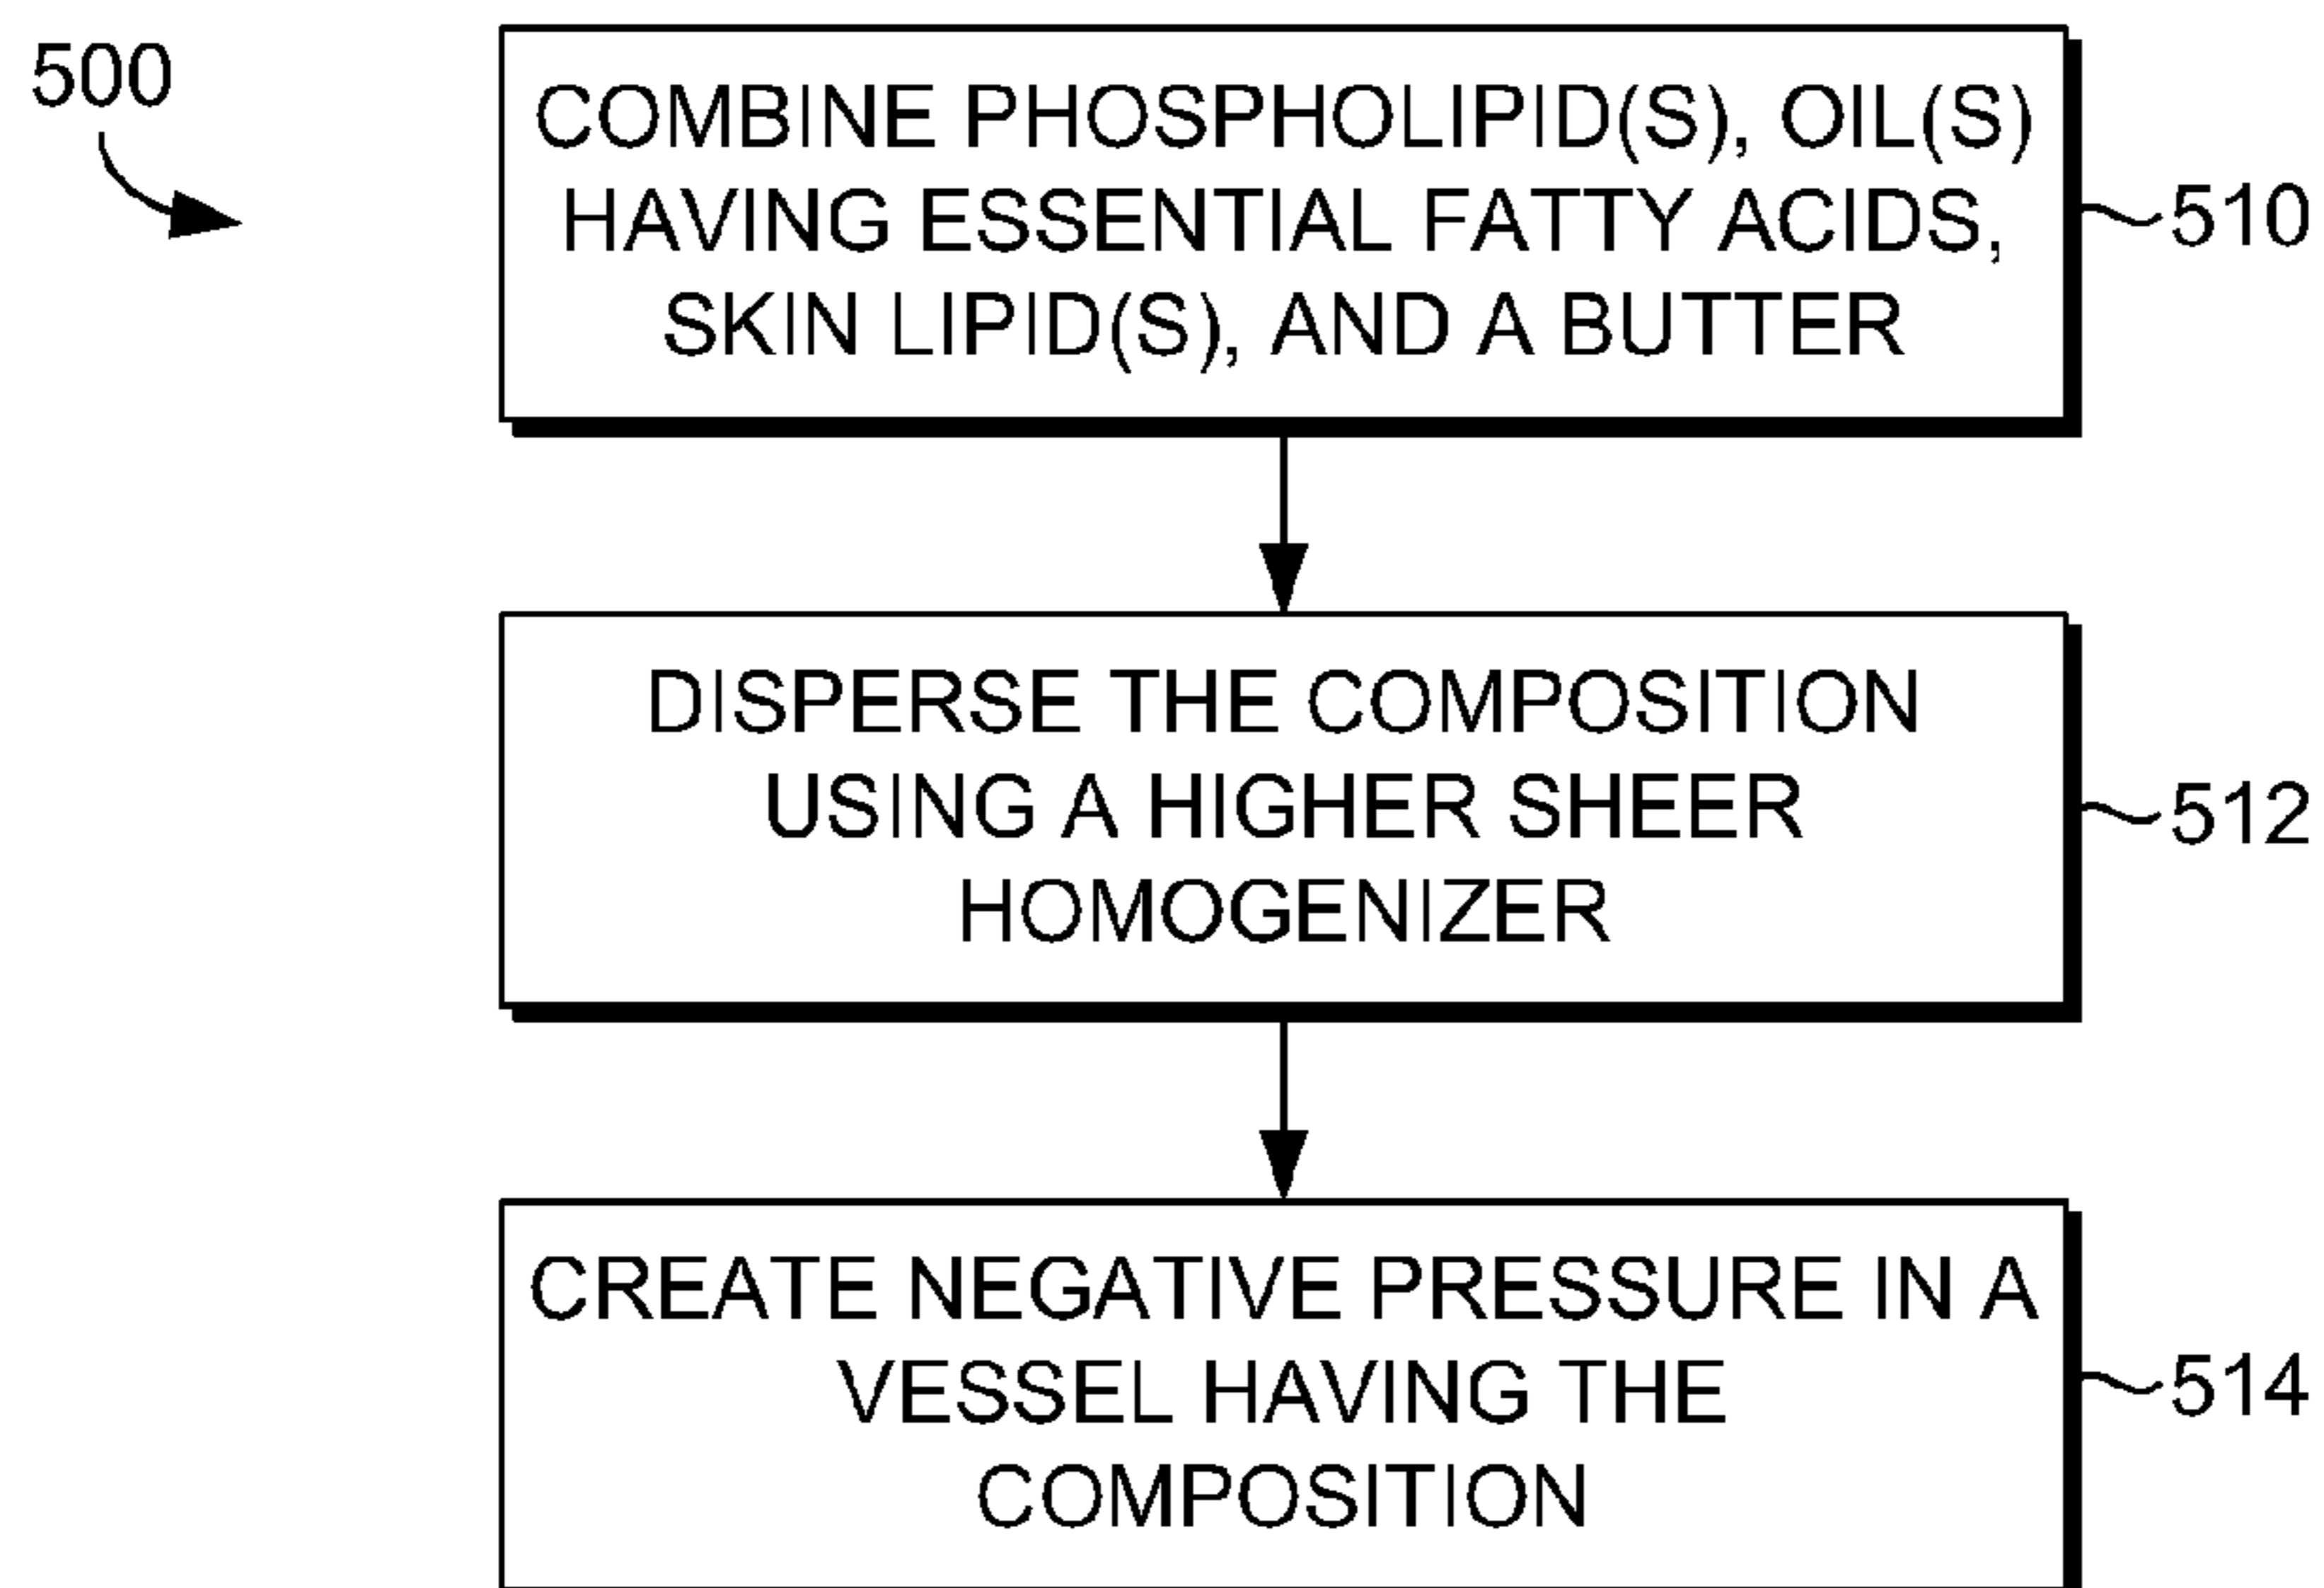 500
COMBINE PHOSPHOLIPID(S), OIL(S)
HAVING ESSENTIAL FATTY ACIDS,
SKIN LIPID(S), AND A BUTTER
510
DISPERSE THE COMPOSITION
USING A HIGHER SHEER
HOMOGENIZER
512
CREATE NEGATIVE PRESSURE IN A
VESSEL HAVING THE
COMPOSITION
514